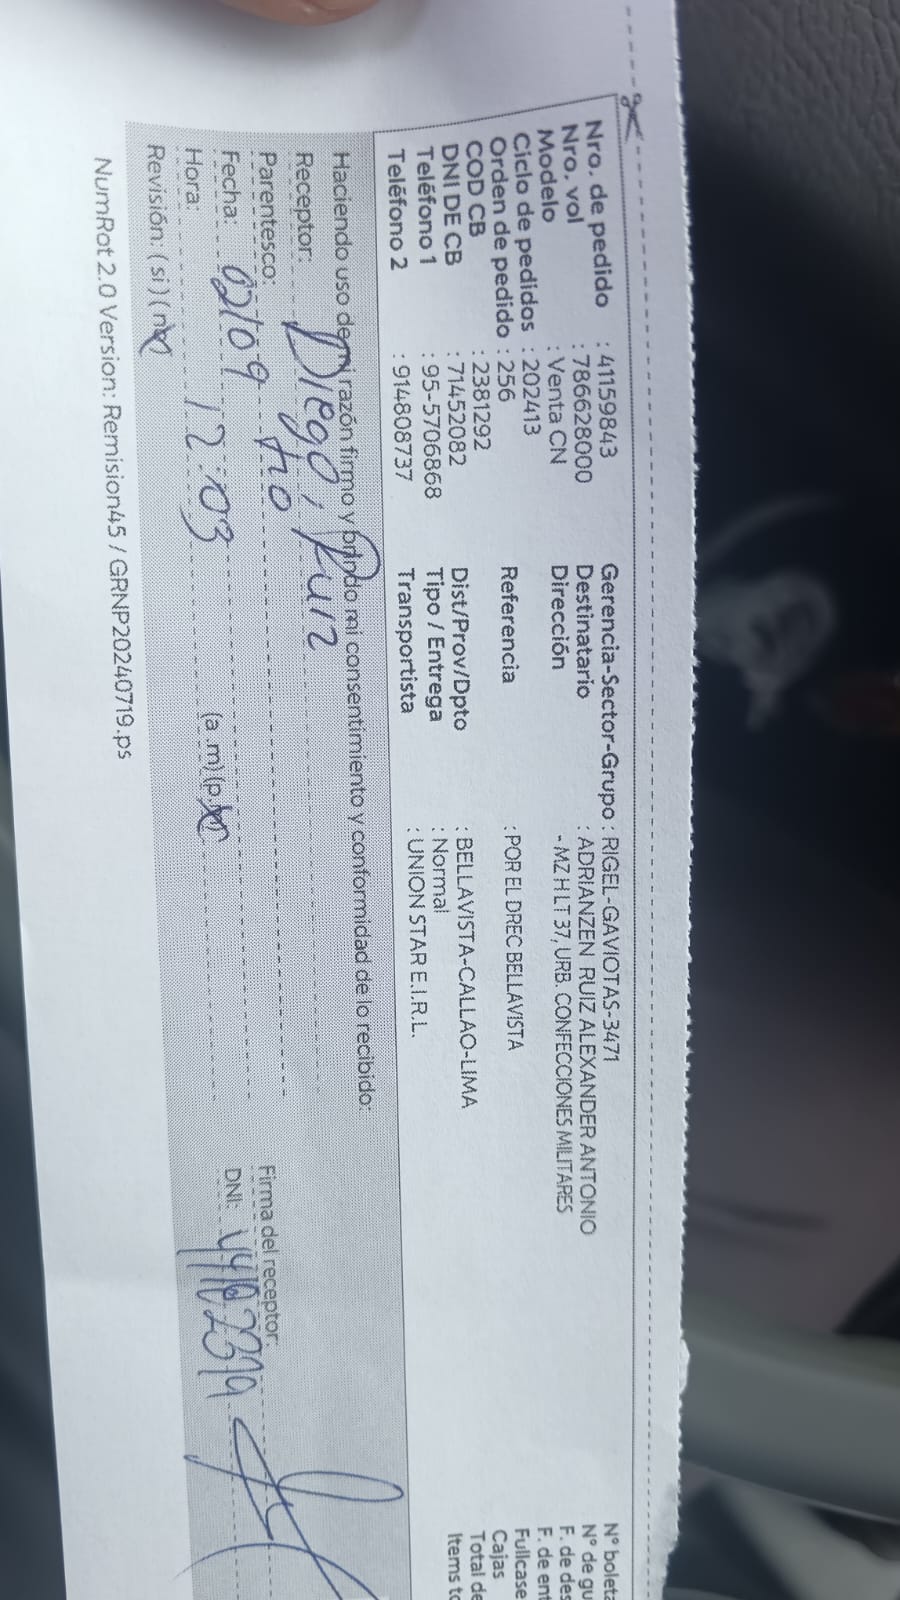 Nro. de pedido : 41159843
Nro. vol : 786628000
Modelo : Venta CN
Ciclo de pedidos : 202413
Orden de pedido : 256
COD CB : 2381292
DNI DE CB : 71452082
Teléfono 1 : 95-5706868
Teléfono 2 : 914808737
Gerencia-Sector-Grupo : RIGEL-GAVIOTAS-3471
Destinatario : ADRIANZEN RUIZ ALEXANDER ANTONIO
Dirección - MZ H LT 37, URB. CONFECCIONES MILITARES
Referencia : POR EL DREC BELLAVISTA
Dist/Prov/Dpto : BELLAVISTA-CALLAO-LIMA
Tipo / Entrega : Normal
Transportista : UNION STAR E.I.R.L.
N° boleta
N° de gu
F. de des
F. de ent
Fullcase
Cajas
Total de
Items to
Haciendo uso de mi razón firmo y brindo mi consentimiento y conformidad de lo recibido:
Receptor: Diego, Ruiz
Parentesco: tio
Fecha: 02/09
Hora: 12:03 (a.m) (p.m)
Revisión: (si) (no)
Firma del receptor:
DNI:
NumRot 2.0 Version: Remision45 / GRNP20240719.ps